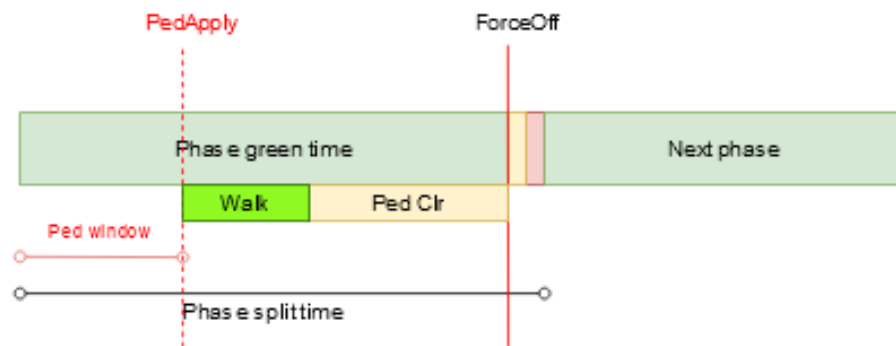 PedApply
ForceOff
Phase green time
Next phase
Walk
Ped Clr
Ped window
Phase split time